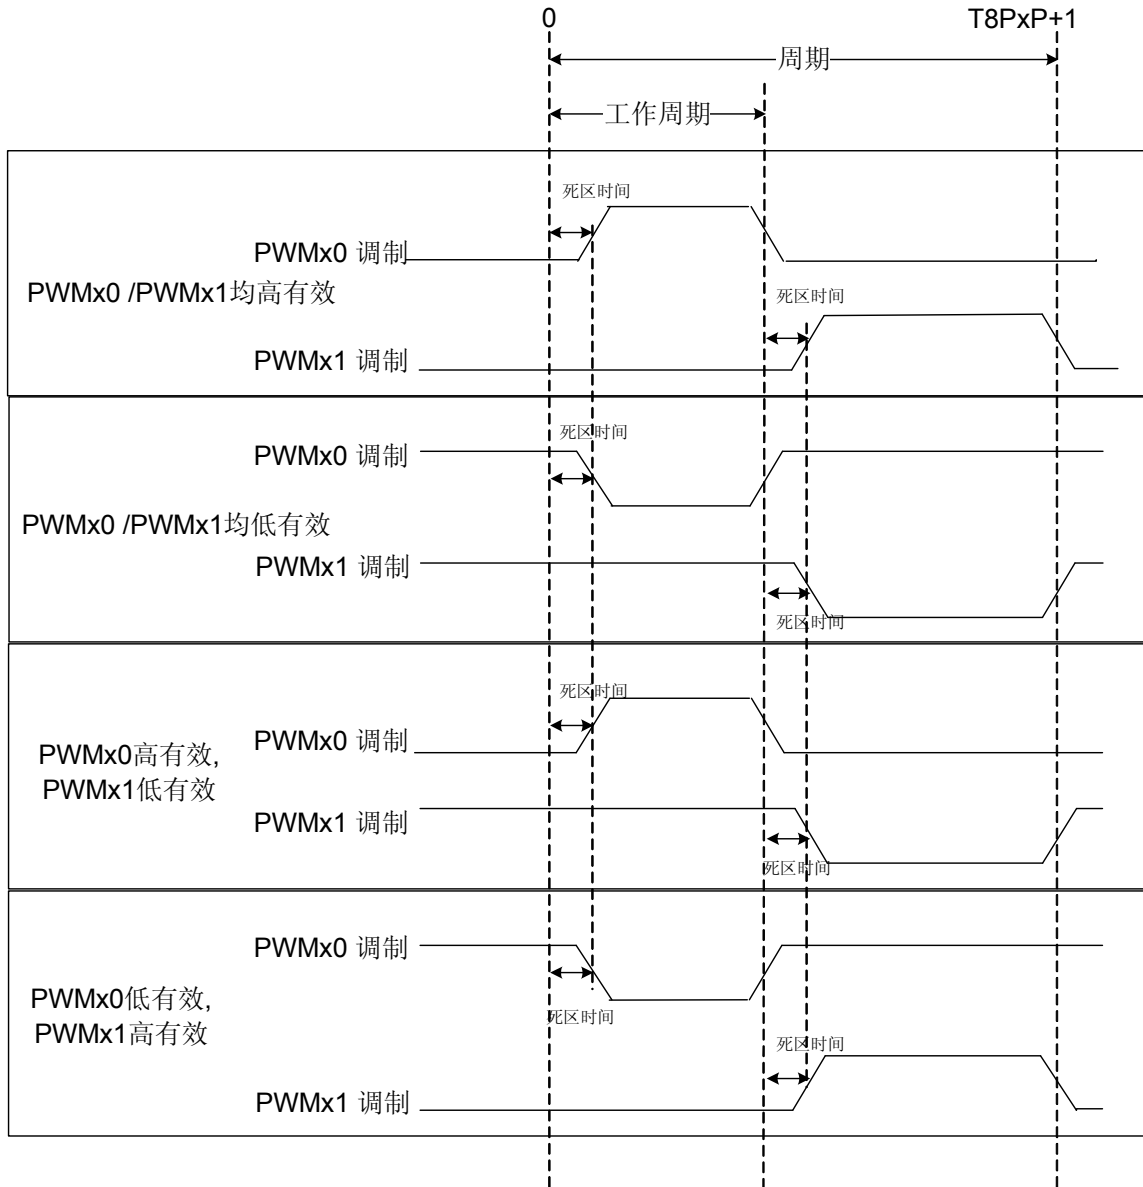 0
T8PxP+1
周期
工作周期
死区时间
PWMx0 调制
PWMx0 /PWMx1均高有效
死区时间
PWMx1 调制
死区时间
PWMx0 调制
PWMx0 /PWMx1均低有效
PWMx1 调制
死区时间
死区时间
PWMx0 调制
PWMx0高有效,
PWMx1低有效
PWMx1 调制
死区时间
PWMx0 调制
PWMx0低有效,
PWMx1高有效
死区时间
死区时间
PWMx1 调制